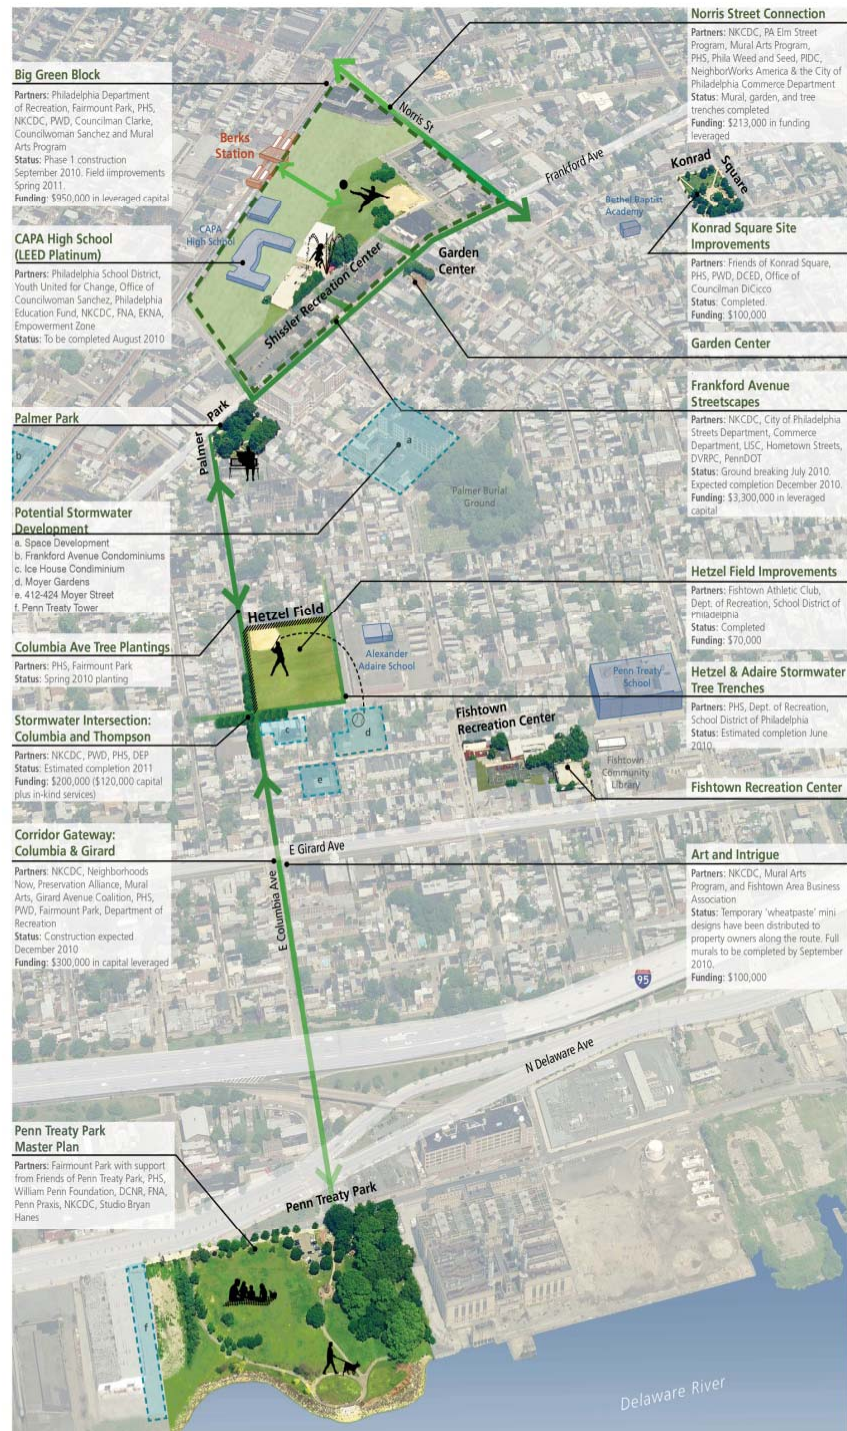 Big Green Block
Partners: Philadelphia Department
of Recreation, Fairmount Park, PHS,
NKCDC, PWD, Councilman Clarke,
Councilwoman Sanchez and Mural
Arts Program
Status: Phase 1 construction
September 2010. Field iimprovements
Spring 2011.
Funding: $950,000 in leveraged capital
CAPA High School
(LEED Platinum)
Partners: Philadelphia School District,
Youth United for Change, Office of
Councilwoman Sanchez, Philadelphia
Education Fund, NKCDC, FNA, EKNA,
Empowerment Zone
Status: To be completed August 2010
Palmer Park
Potential Stormwater
Development
a. Space Development
b. Frankford Avenue Condominiums
c. Ice House Condiminium
d. Moyer Gardens
e. 412-424 Moyer Street
f. Penn Treaty Tower
Columbia Ave Tree Plantings
Partners: PHS, Fairmount Park
Status: Spring 2010 planting
Stormwater Intersection:
Columbia and Thompson
Partners: NKCDC, PWD, PHS, DEP
Status: Estimated completion 2011
Funding: $200,000 ($120,000 capital
plus in-kind services)
Corridor Gateway:
Columbia & Girard
Partners: NKCDC, Neighborhoods
Now, Preservation Alliance, Mural
Arts, Girard Avenue Coalition, PHS,
PWD, Fairmount Park, Department of
Recreation
Status: Construction expected
December 2010
Funding: $300,000 in capital leveraged
Penn Treaty Park
Master Plan
Partners: Fairmount Park with support
from Friends of Penn Treaty Park, PHS,
William Penn Foundation, DCNR, FNA,
Penn Praxis, NKCDC, Studio Bryan
Hanes
Norris St
Frankford Ave
Berks
Station
CAPA
High School
Shissler Recreation Center
Garden
Center
Konrad Square
Bethel Baptist
Academy
Palmer Park
a
b
Palmer Burial
Ground
Hetzel Field
Alexander
Adaire School
Penn Treaty
School
c
d
e
Fishtown
Recreation Center
Fishtown
Community
Library
E Girard Ave
E Columbia Ave
95
N Delaware Ave
Penn Treaty Park
f
Delaware River
Norris Street Connection
Partners: NKCDC, PA Elm Street
Program, Mural Arts Program,
PHS, Phila Weed and Seed, PIDC,
NeighborWorks America & the City of
Philadelphia Commerce Department
Status: Mural, garden, and tree
trenches completed
Funding: $213,000 in funding
leveraged
Konrad Square Site
Improvements
Partners: Friends of Konrad Square,
PHS, PWD, DCED, Office of
Councilman DiCicco
Status: Completed.
Funding: $100,000
Garden Center
Frankford Avenue
Streetscapes
Partners: NKCDC, City of Philadelphia
Streets Department, Commerce
Department, LISC, Hometown Streets,
DVRPC, PennDOT
Status: Ground breaking July 2010.
Expected completion December 2010.
Funding: $3,300,000 in leveraged
capital
Hetzel Field Improvements
Partners: Fishtown Athletic Club,
Dept. of Recreation, School District of
Philadelphia
Status: Completed
Funding: $70,000
Hetzel & Adaire Stormwater
Tree Trenches
Partners: PHS, Dept. of Recreation,
School District of Philadelphia
Status: Estimated completion June
2010
Fishtown Recreation Center
Art and Intrigue
Partners: NKCDC, Mural Arts
Program, and Fishtown Area Business
Association
Status: Temporary 'wheatpaste' mini
designs have been distributed to
property owners along the route. Full
murals to be completed by September
2010.
Funding: $100,000